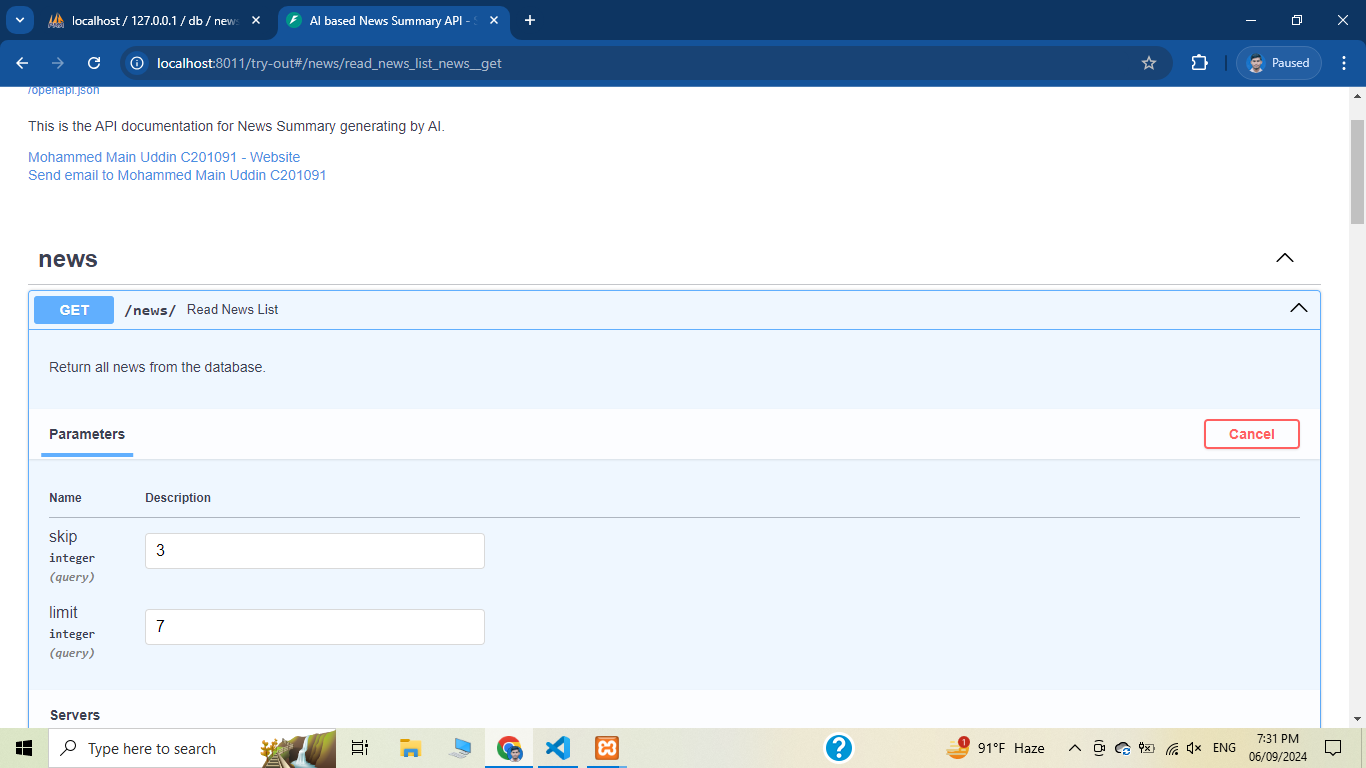 localhost / 127.0.0.1 / db / news
AI based News Summary API -
localhost:8011/try-out#/news/read_news_list_news__get
Paused
/openapi.json
This is the API documentation for News Summary generating by AI.
Mohammed Main Uddin C201091 - Website
Send email to Mohammed Main Uddin C201091
news
GET /news/ Read News List
Return all news from the database.
Parameters
Cancel
Name Description
skip
integer
(query)
3
limit
integer
(query)
7
Servers
Type here to search
1
91°F Haze
ENG
7:31 PM
06/09/2024